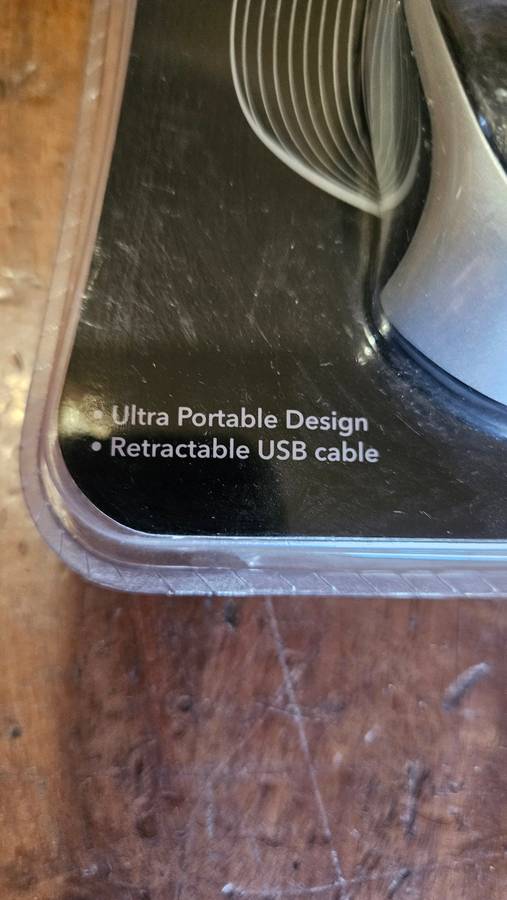 • Ultra Portable Design
• Retractable USB cable